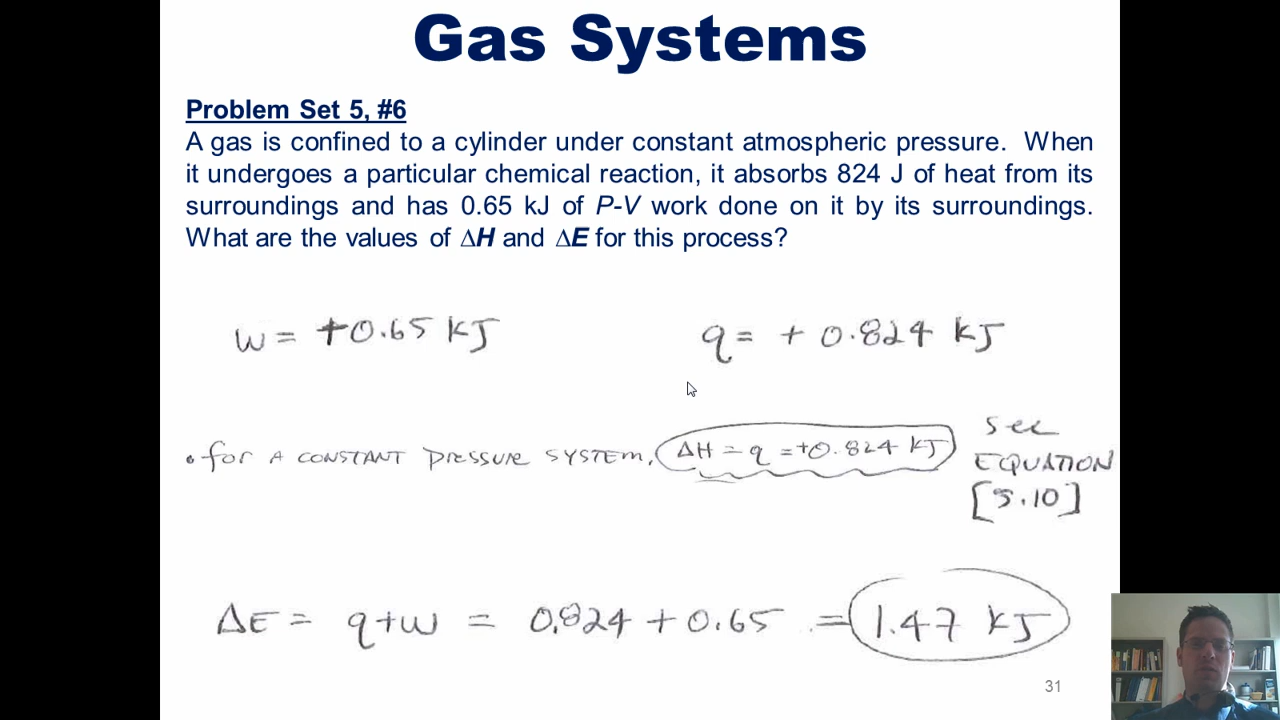 Gas Systems
Problem Set 5, #6
A gas is confined to a cylinder under constant atmospheric pressure. When
it undergoes a particular chemical reaction, it absorbs 824 J of heat from its
surroundings and has 0.65 kJ of P-V work done on it by its surroundings.
What are the values of ∆H and ∆E for this process?
w = +0.65 KJ
q = + 0.824 KJ
• for A CONSTANT PRESSURE SYSTEM, ∆H = q = +0.824 KJ
See
EQUATION
[5.10]
∆E = q+w = 0.824 + 0.65 = 1.47 KJ
31